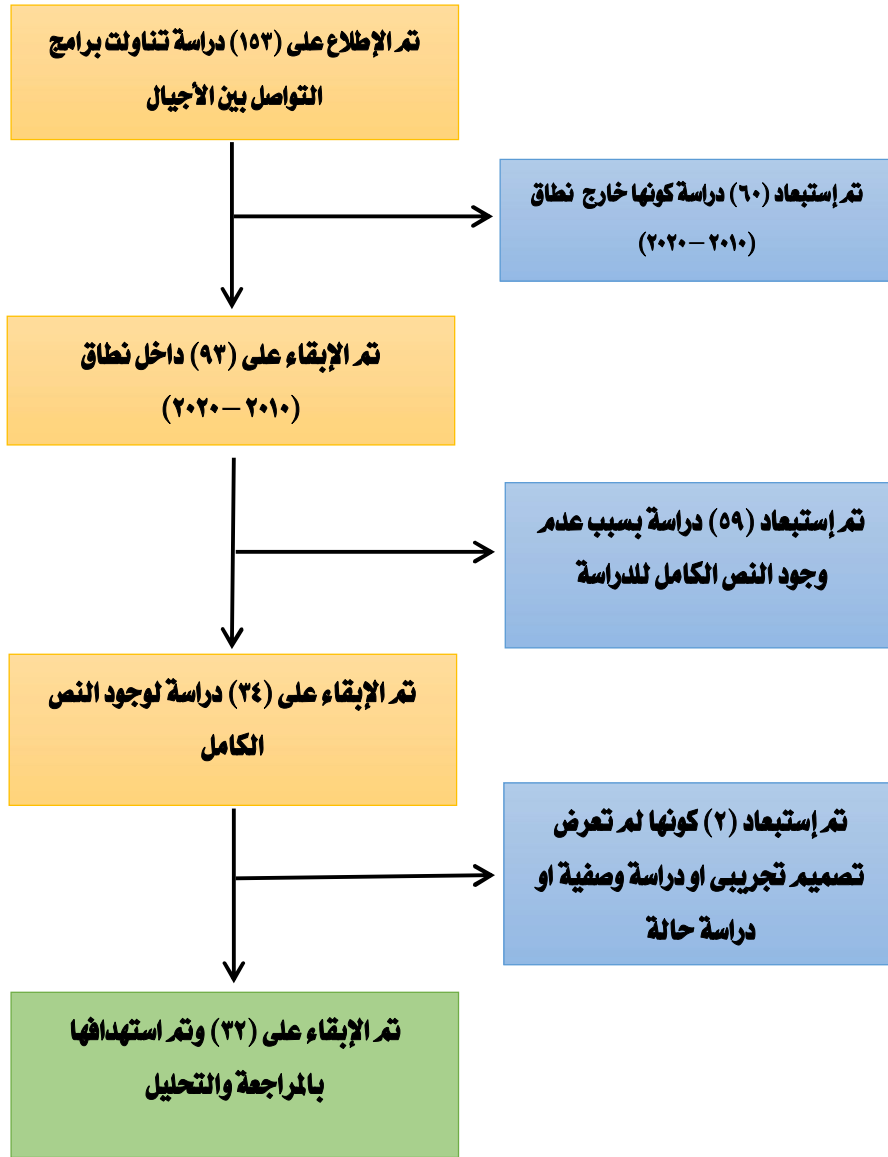 تم الإطلاع على (١٥٣) دراسة تناولت برامج
التواصل بين الأجيال
تم إستبعاد (٦٠) دراسة كونها خارج نطاق
(٢٠١٠ – ٢٠٢٠)
تم الإبقاء على (٩٣) داخل نطاق
(٢٠١٠ – ٢٠٢٠)
تم إستبعاد (٥٩) دراسة بسبب عدم
وجود النص الكامل للدراسة
تم الإبقاء على (٣٤) دراسة لوجود النص
الكامل
تم إستبعاد (٢) كونها لم تعرض
تصميم تجريبى او دراسة وصفية او
دراسة حالة
تم الإبقاء على (٣٢) وتم استهدافها
بالمراجعة والتحليل